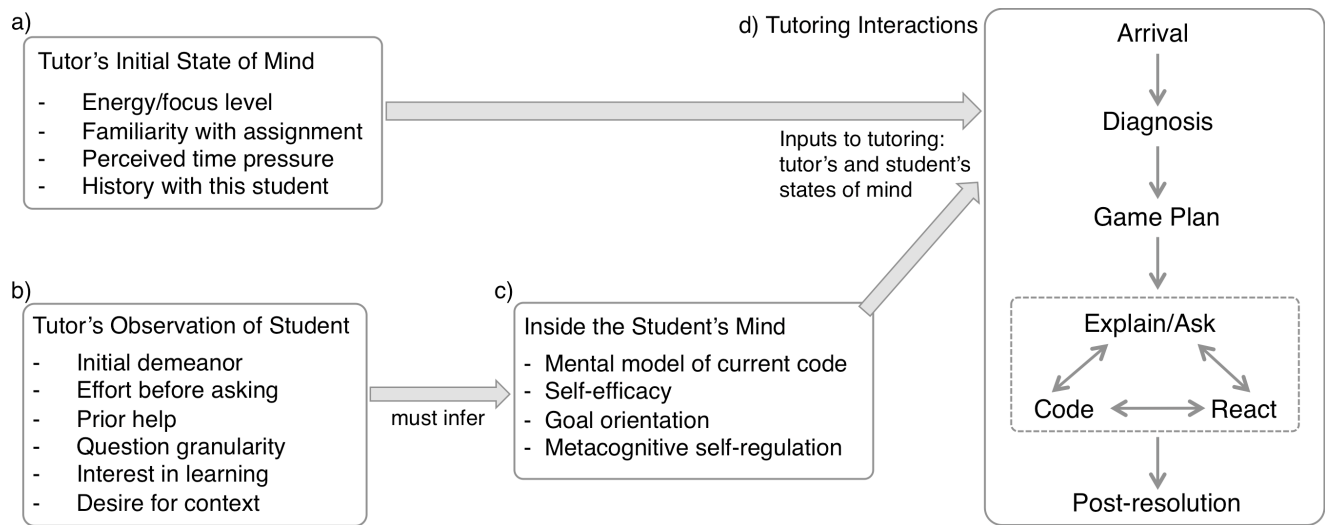 a)
Tutor's Initial State of Mind
- Energy/focus level
- Familiarity with assignment
- Perceived time pressure
- History with this student
b)
Tutor's Observation of Student
- Initial demeanor
- Effort before asking
- Prior help
- Question granularity
- Interest in learning
- Desire for context
must infer
c)
Inside the Student's Mind
- Mental model of current code
- Self-efficacy
- Goal orientation
- Metacognitive self-regulation
Inputs to tutoring:
tutor's and student's
states of mind
d) Tutoring Interactions
Arrival
Diagnosis
Game Plan
Explain/Ask
Code
React
Post-resolution